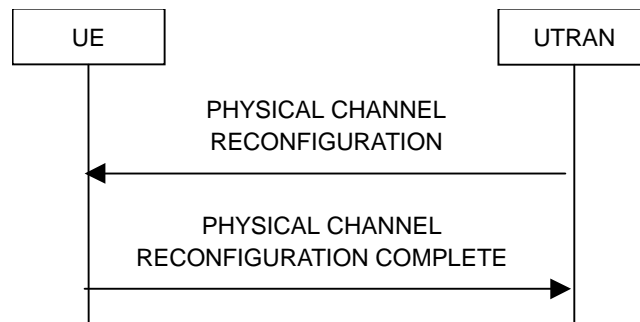 UE
UTRAN
PHYSICAL CHANNEL
RECONFIGURATION
PHYSICAL CHANNEL
RECONFIGURATION COMPLETE